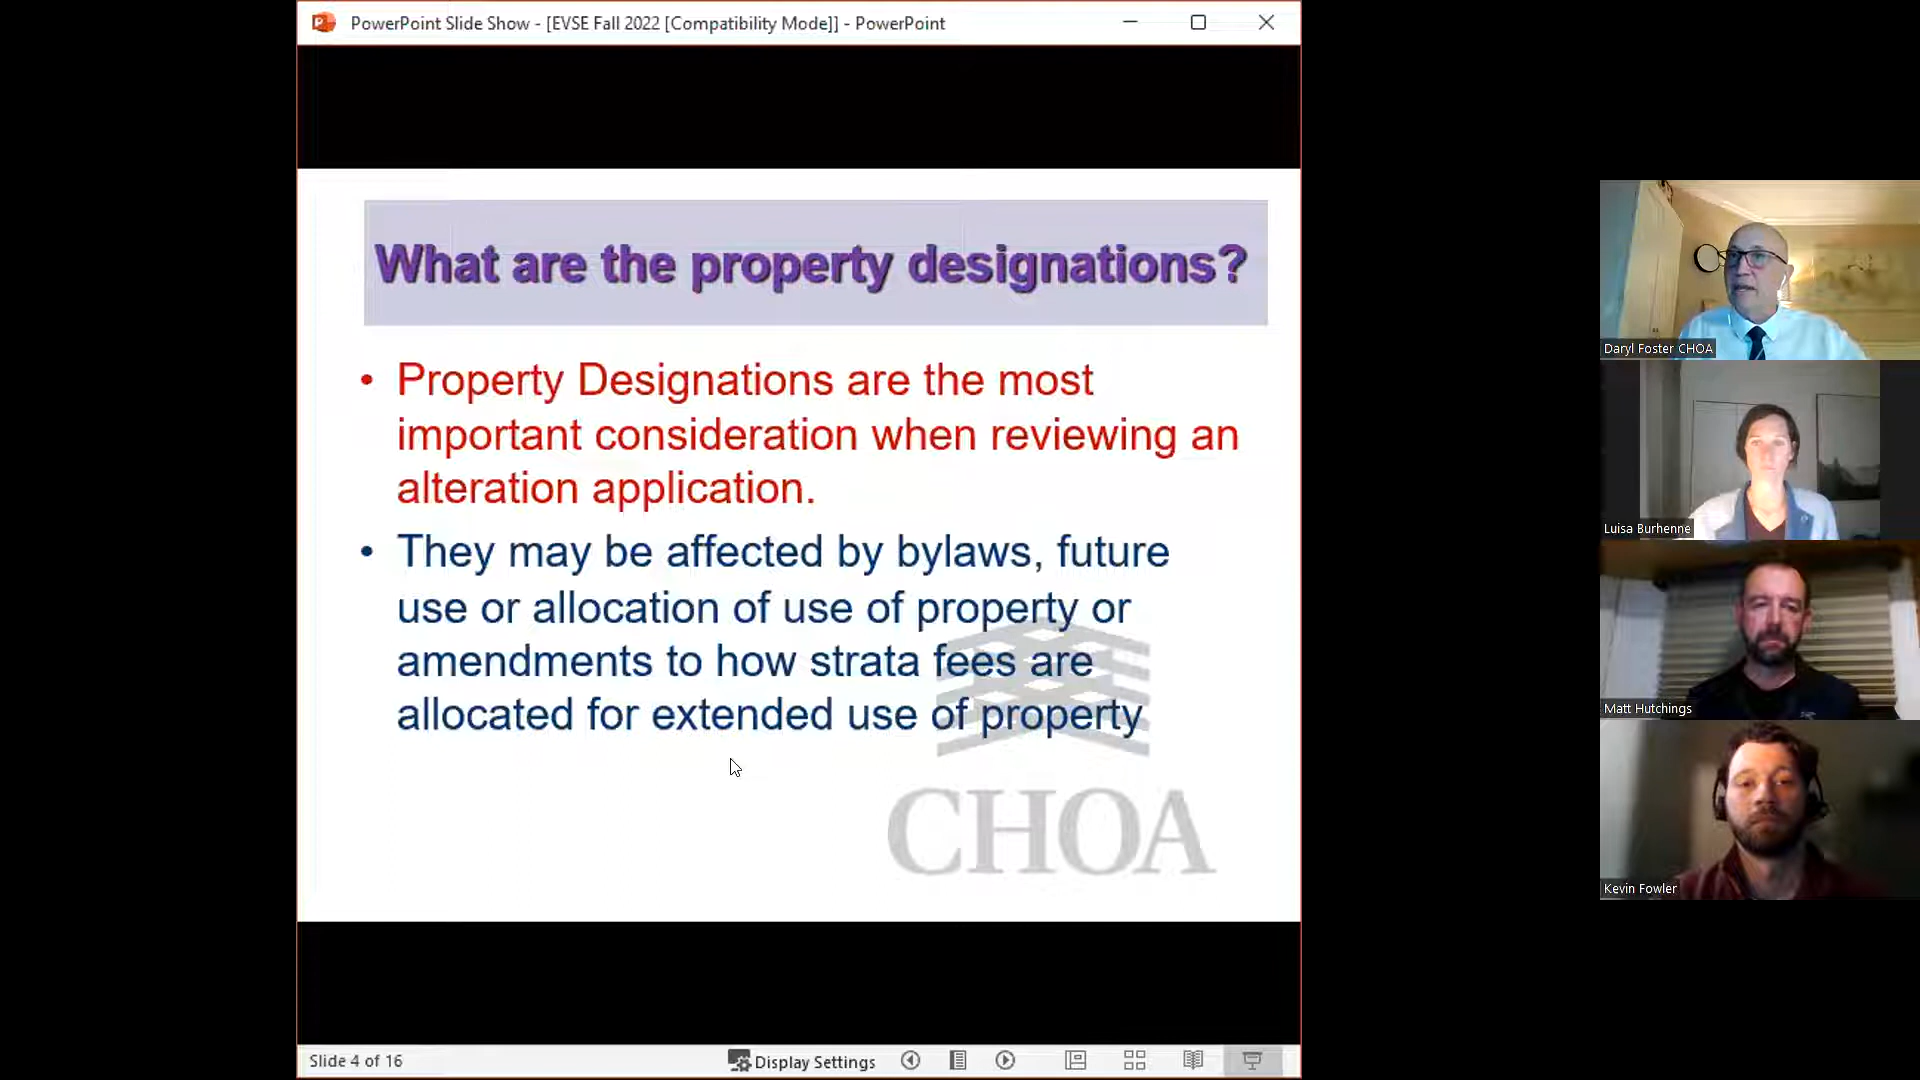 PowerPoint Slide Show - [EVSE Fall 2022 [Compatibility Mode]] - PowerPoint
What are the property designations?
• Property Designations are the most
important consideration when reviewing an
alteration application.
• They may be affected by bylaws, future
use or allocation of use of property or
amendments to how strata fees are
allocated for extended use of property
CHOA
Slide 4 of 16
Display Settings
Daryl Foster CHOA
Luisa Burhenne
Matt Hutchings
Kevin Fowler